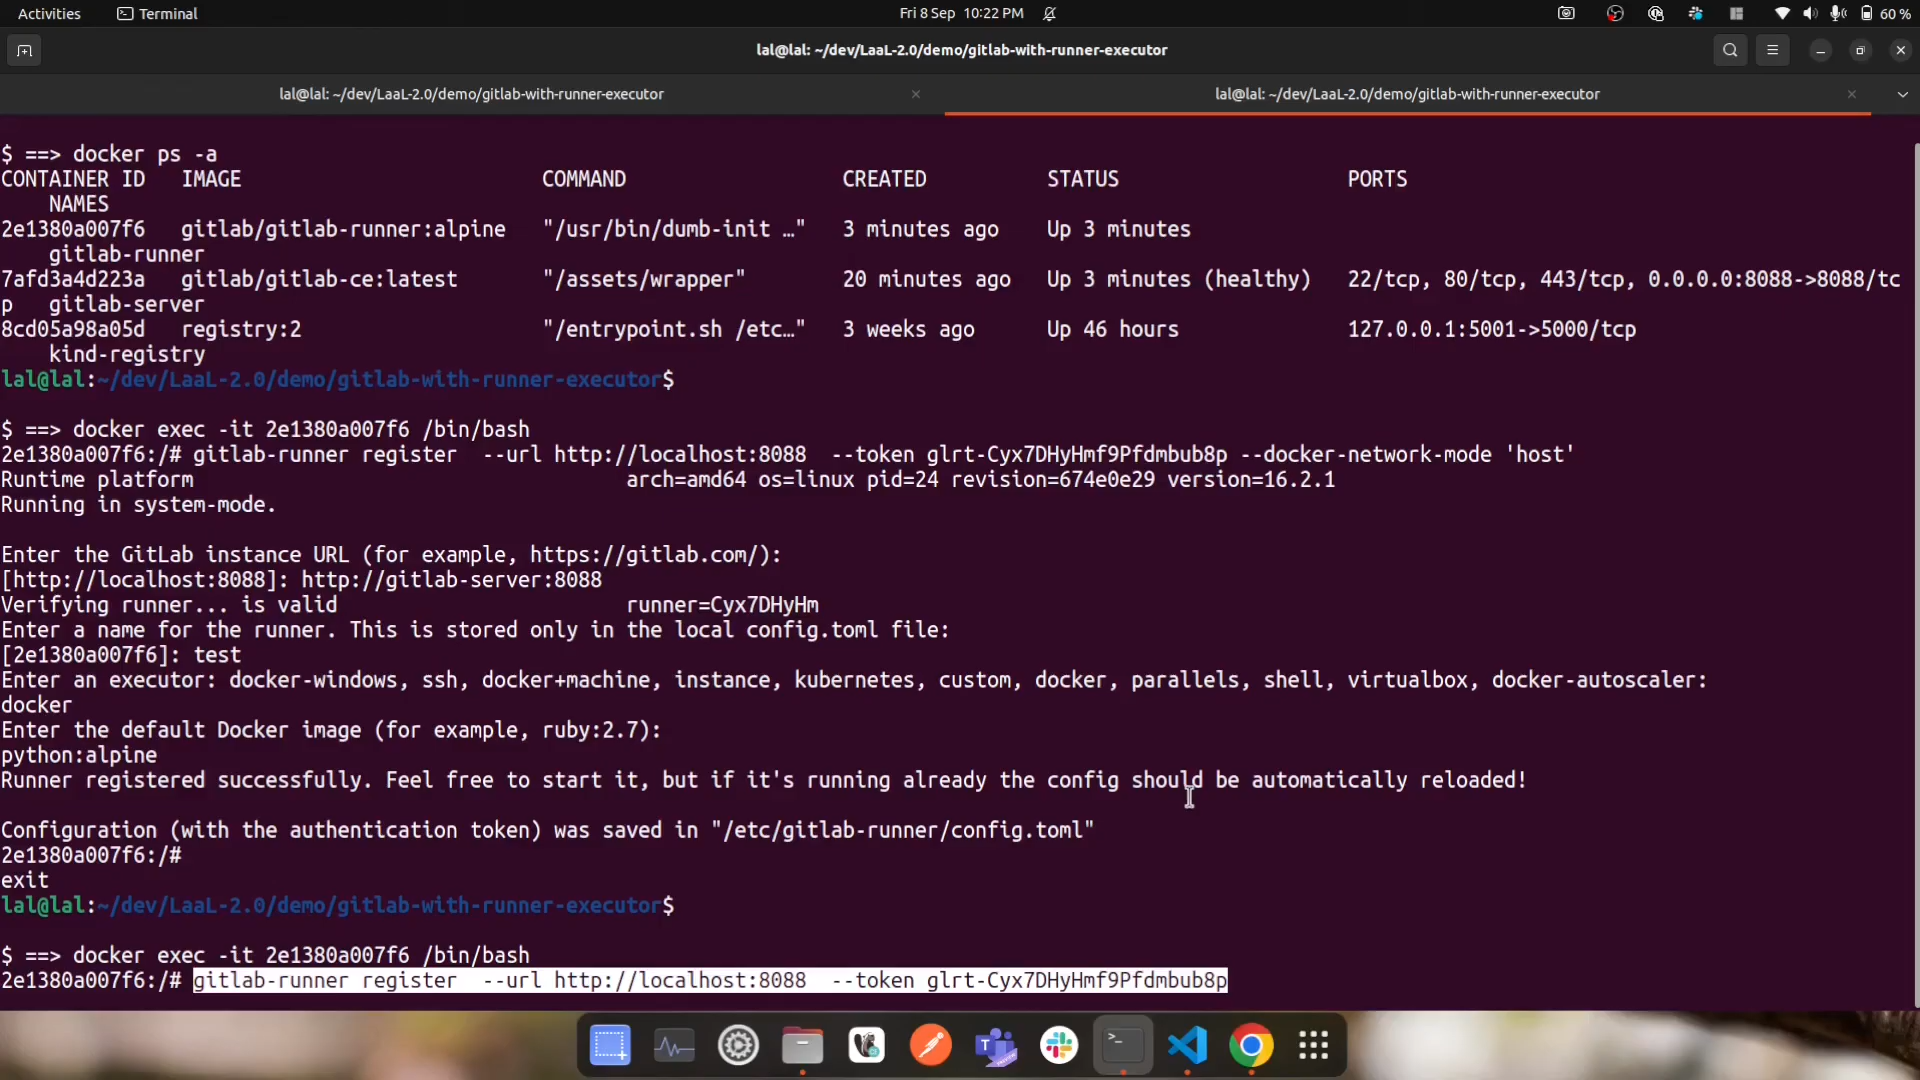 Activities Terminal Fri 8 Sep 10:22 PM 60 %
lal@lal: ~/dev/LaaL-2.0/demo/gitlab-with-runner-executor
lal@lal: ~/dev/LaaL-2.0/demo/gitlab-with-runner-executor lal@lal: ~/dev/LaaL-2.0/demo/gitlab-with-runner-executor
$ ==> docker ps -a
CONTAINER ID IMAGE COMMAND CREATED STATUS PORTS
NAMES
2e1380a007f6 gitlab/gitlab-runner:alpine "/usr/bin/dumb-init …" 3 minutes ago Up 3 minutes
gitlab-runner
7afd3a4d223a gitlab/gitlab-ce:latest "/assets/wrapper" 20 minutes ago Up 3 minutes (healthy) 22/tcp, 80/tcp, 443/tcp, 0.0.0.0:8088->8088/tc
p gitlab-server
8cd05a98a05d registry:2 "/entrypoint.sh /etc…" 3 weeks ago Up 46 hours 127.0.0.1:5001->5000/tcp
kind-registry
lal@lal:~/dev/LaaL-2.0/demo/gitlab-with-runner-executor$
$ ==> docker exec -it 2e1380a007f6 /bin/bash
2e1380a007f6:/# gitlab-runner register --url http://localhost:8088 --token glrt-Cyx7DHyHmf9Pfdmbub8p --docker-network-mode 'host'
Runtime platform arch=amd64 os=linux pid=24 revision=674e0e29 version=16.2.1
Running in system-mode.
Enter the GitLab instance URL (for example, https://gitlab.com/):
[http://localhost:8088]: http://gitlab-server:8088
Verifying runner... is valid runner=Cyx7DHyHm
Enter a name for the runner. This is stored only in the local config.toml file:
[2e1380a007f6]: test
Enter an executor: docker-windows, ssh, docker+machine, instance, kubernetes, custom, docker, parallels, shell, virtualbox, docker-autoscaler:
docker
Enter the default Docker image (for example, ruby:2.7):
python:alpine
Runner registered successfully. Feel free to start it, but if it's running already the config should be automatically reloaded!
Configuration (with the authentication token) was saved in "/etc/gitlab-runner/config.toml"
2e1380a007f6:/#
exit
lal@lal:~/dev/LaaL-2.0/demo/gitlab-with-runner-executor$
$ ==> docker exec -it 2e1380a007f6 /bin/bash
2e1380a007f6:/# gitlab-runner register --url http://localhost:8088 --token glrt-Cyx7DHyHmf9Pfdmbub8p